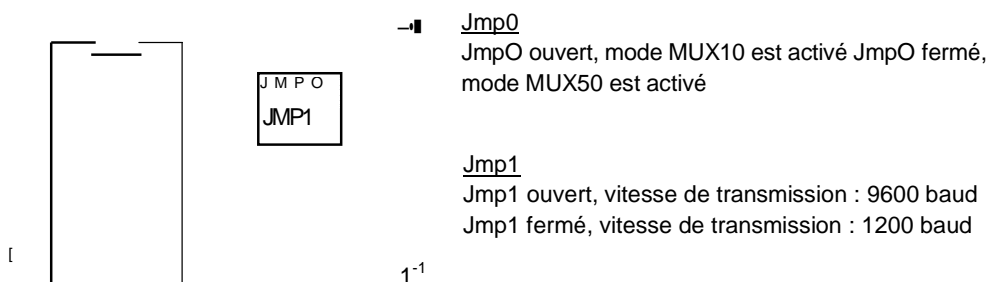 Jmp0
JmpO ouvert, mode MUX10 est activé JmpO fermé,
mode MUX50 est activé
JMPO
JMP1
Jmp1
Jmp1 ouvert, vitesse de transmission : 9600 baud
Jmp1 fermé, vitesse de transmission : 1200 baud
[
1-1